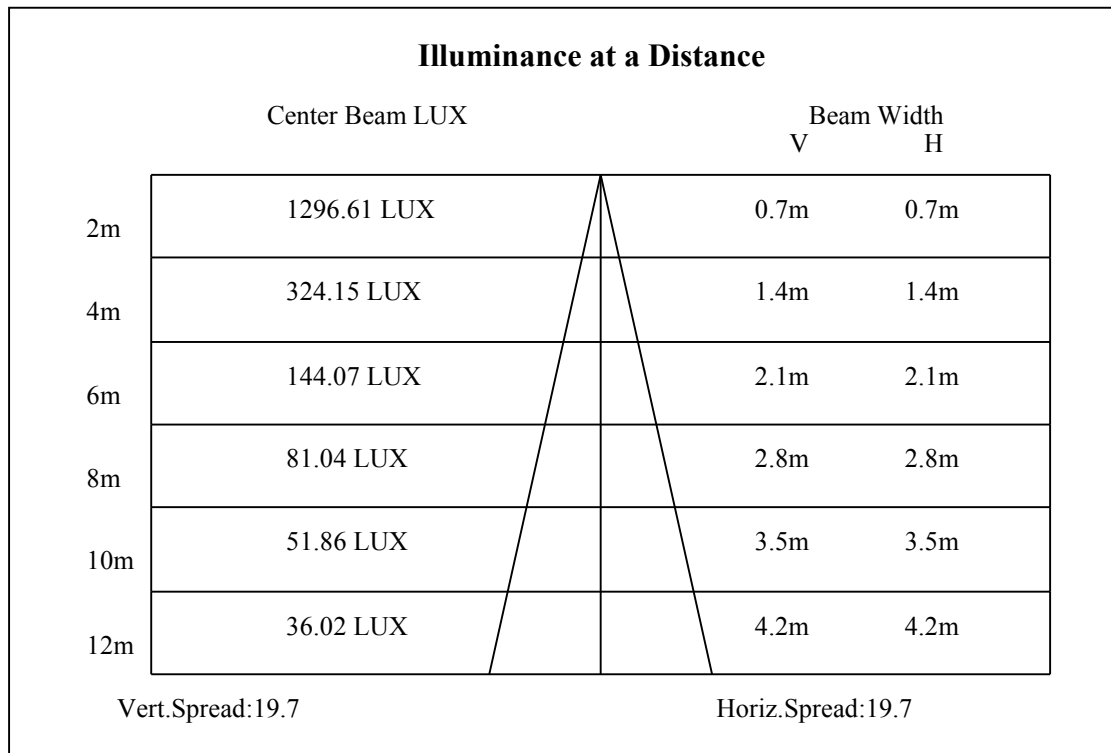 Illuminance at a Distance
Center Beam LUX Beam Width
V H
1296.61 LUX 0.7m 0.7m
2m
324.15 LUX 1.4m 1.4m
4m
144.07 LUX 2.1m 2.1m
6m
81.04 LUX 2.8m 2.8m
8m
51.86 LUX 3.5m 3.5m
10m
36.02 LUX 4.2m 4.2m
12m
Vert.Spread:19.7 Horiz.Spread:19.7